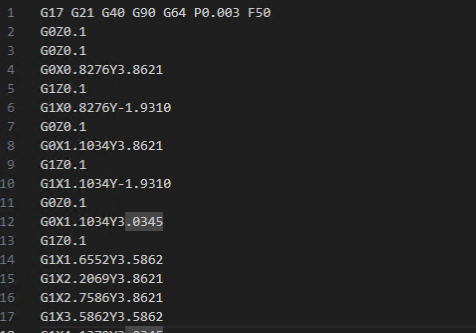 1 G17 G21 G40 G90 G64 P0.003 F50
2 G0Z0.1
3 G0Z0.1
4 G0X0.8276Y3.8621
5 G1Z0.1
6 G1X0.8276Y-1.9310
7 G0Z0.1
8 G0X1.1034Y3.8621
9 G1Z0.1
10 G1X1.1034Y-1.9310
11 G0Z0.1
12 G0X1.1034Y3.0345
13 G1Z0.1
14 G1X1.6552Y3.5862
15 G1X2.2069Y3.8621
16 G1X2.7586Y3.8621
17 G1X3.5862Y3.5862